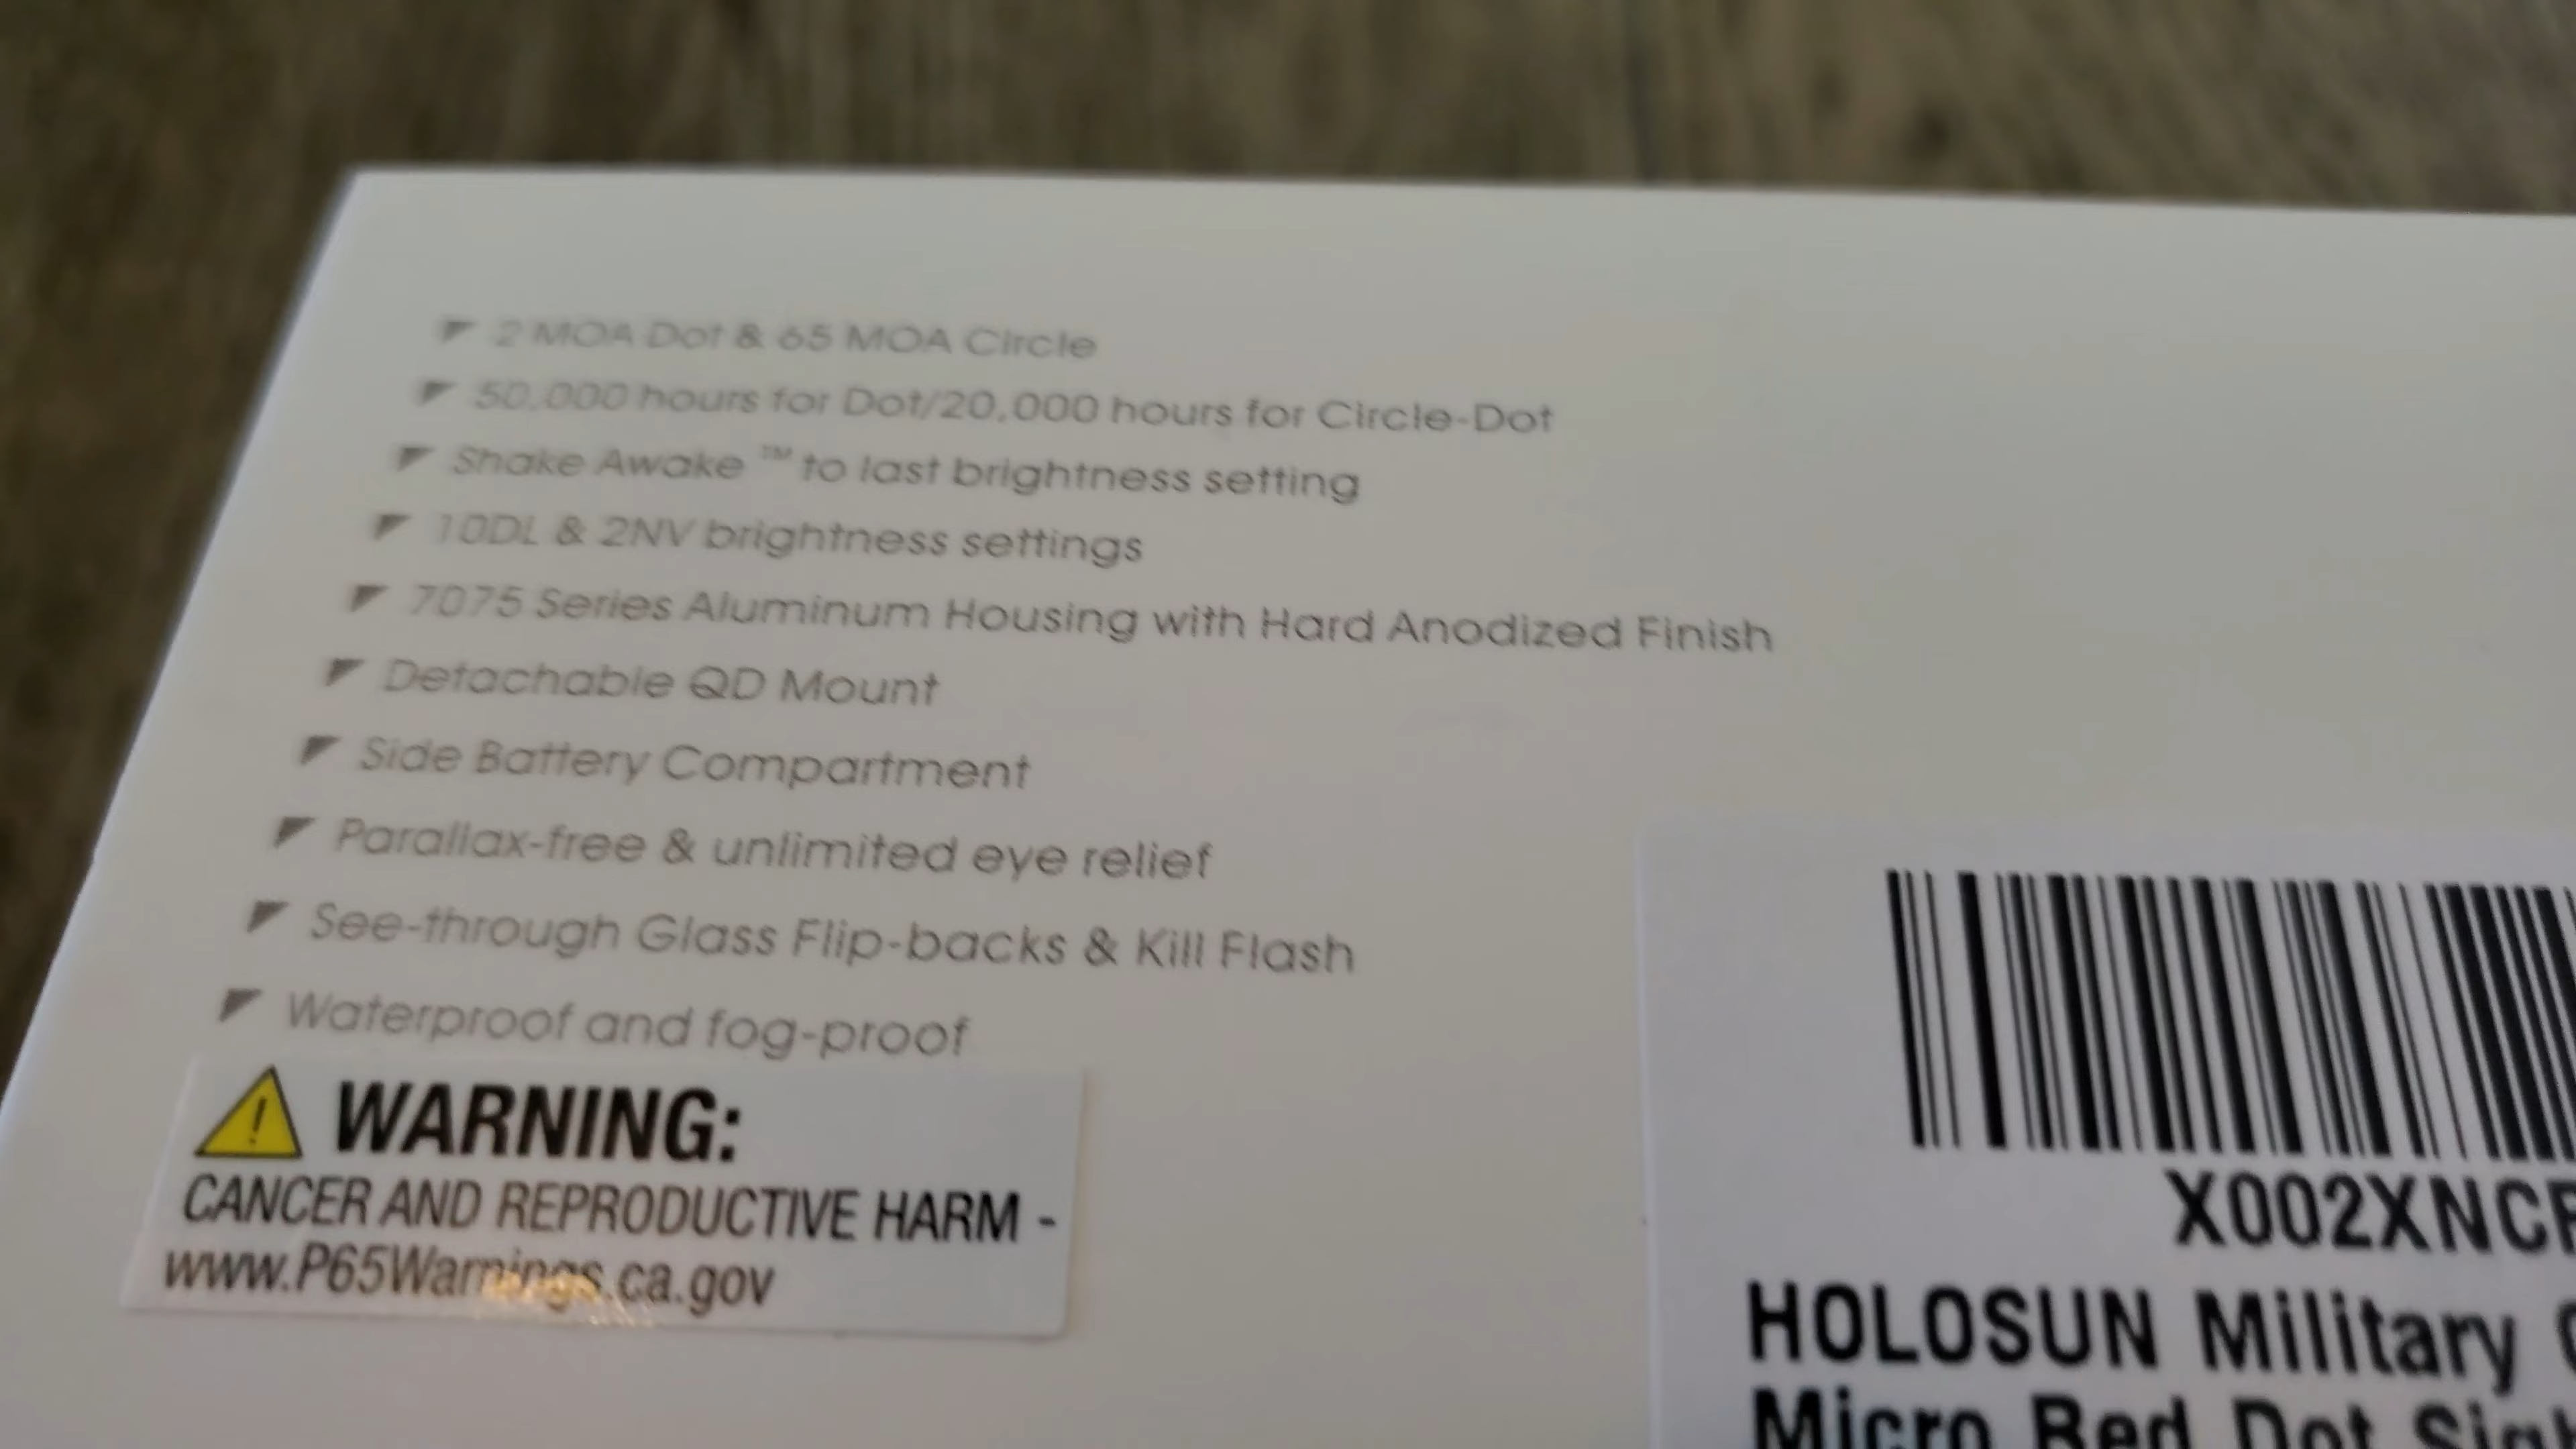 2 MOA Dot & 65 MOA Circle
50,000 hours for Dot/20,000 hours for Circle-Dot
Shake Awake ™ to last brightness setting
10DL & 2NV brightness settings
7075 Series Aluminum Housing with Hard Anodized Finish
Detachable QD Mount
Side Battery Compartment
Parallax-free & unlimited eye relief
See-through Glass Flip-backs & Kill Flash
Waterproof and fog-proof
WARNING:
CANCER AND REPRODUCTIVE HARM -
www.P65Warnings.ca.gov
X002XNC
HOLOSUN Military
Micro Red Dot